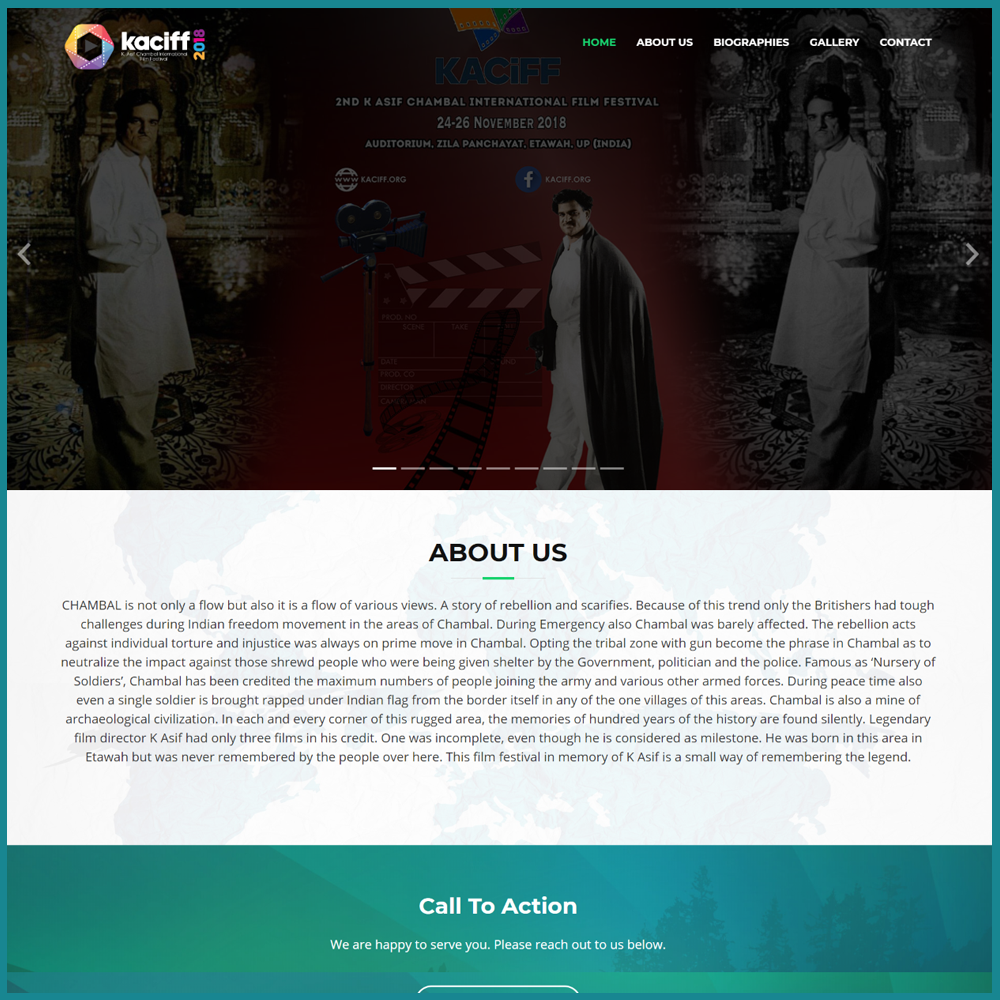 kaciff 2018
K Asif Chambal International
Film Festival
HOME ABOUT US BIOGRAPHIES GALLERY CONTACT
KACiFF
2ND K ASIF CHAMBAL INTERNATIONAL FILM FESTIVAL
24-26 NOVEMBER 2018
AUDITORIUM, ZILA PANCHAYAT, ETAWAH, UP (INDIA)
WWW KACIFF.ORG
f KACIFF.ORG
PROD. NO
SCENE TAKE
DATE
PROD. CO
DIRECTOR
ABOUT US
CHAMBAL is not only a flow but also it is a flow of various views. A story of rebellion and scarifies. Because of this trend only the Britishers had tough
challenges during Indian freedom movement in the areas of Chambal. During Emergency also Chambal was barely affected. The rebellion acts
against individual torture and injustice was always on prime move in Chambal. Opting the tribal zone with gun become the phrase in Chambal as to
neutralize the impact against those shrewd people who were being given shelter by the Government, politician and the police. Famous as ‘Nursery of
Soldiers’, Chambal has been credited the maximum numbers of people joining the army and various other armed forces. During peace time also
even a single soldier is brought rapped under Indian flag from the border itself in any of the one villages of this areas. Chambal is also a mine of
archaeological civilization. In each and every corner of this rugged area, the memories of hundred years of the history are found silently. Legendary
film director K Asif had only three films in his credit. One was incomplete, even though he is considered as milestone. He was born in this area in
Etawah but was never remembered by the people over here. This film festival in memory of K Asif is a small way of remembering the legend.
Call To Action
We are happy to serve you. Please reach out to us below.